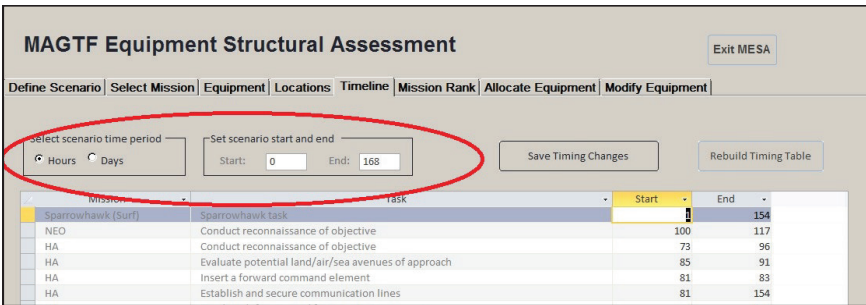 MAGTF Equipment Structural Assessment
Exit MESA
Define Scenario Select Mission Equipment Locations Timeline Mission Rank Allocate Equipment Modify Equipment
Select scenario time period Set scenario start and end
Hours Days Start: 0 End: 168 Save Timing Changes Rebuild Timing Table
Mission Task Start End
Sparrowhawk (Surf) Sparrowhawk task 1 154
NEO Conduct reconnaissance of objective 100 117
HA Conduct reconnaissance of objective 73 96
HA Evaluate potential land/air/sea avenues of approach 85 91
HA Insert a forward command element 81 83
HA Establish and secure communication lines 81 154